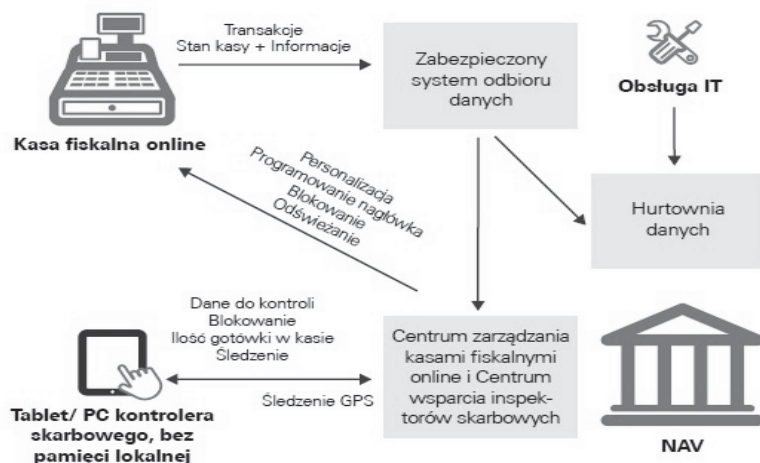 Transakcje
Stan kasy + Informacje
Kasa fiskalna online
Zabezpieczony
system odbioru
danych
Obsługa IT
Personalizacja
Programowanie nagłówka
Blokowanie
Odświeżanie
Hurtownia
danych
Dane do kontroli
Blokowanie
Ilość gotówki w kasie
Śledzenie
Śledzenie GPS
Tablet/ PC kontrolera
skarbowego, bez
pamięci lokalnej
Centrum zarządzania
kasami fiskalnymi
online i Centrum
wsparcia inspek-
torów skarbowych
NAV